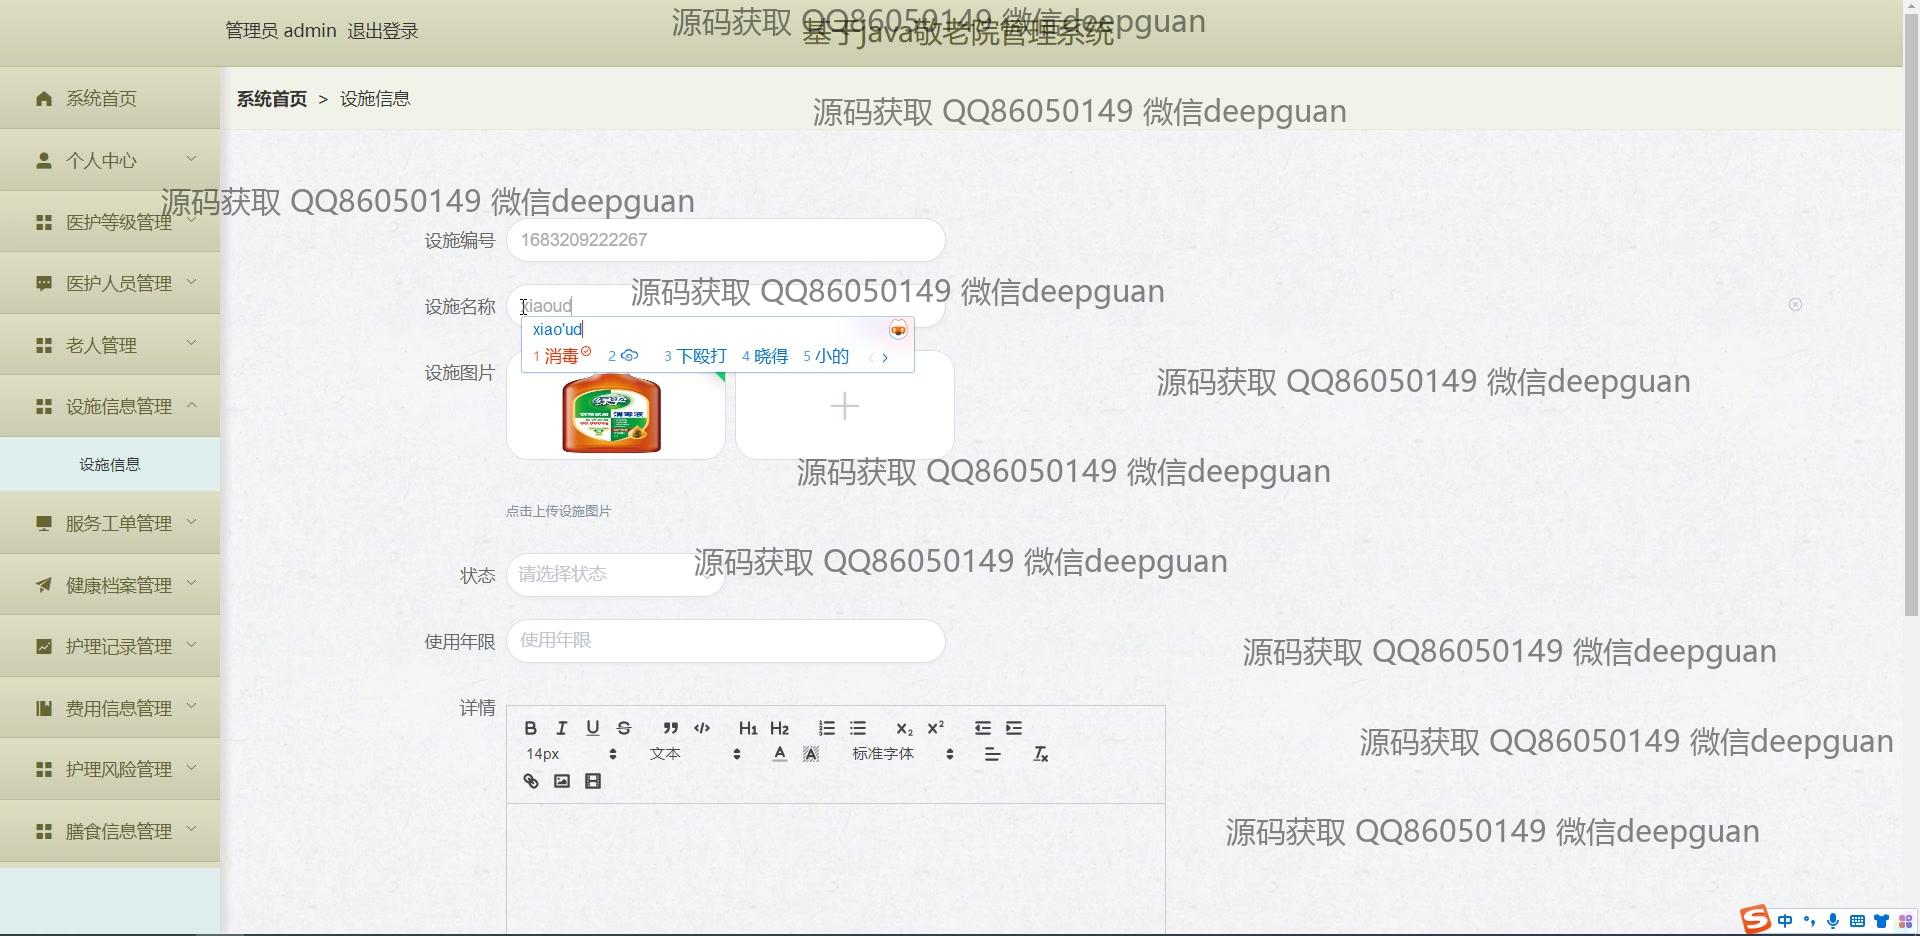 源码获取 QQ86050149 微信deepguan
管理员 admin 退出登录
基于java敬老院管理系统
系统首页
系统首页 > 设施信息
源码获取 QQ86050149 微信deepguan
个人中心
源码获取 QQ86050149 微信deepguan
医护等级管理
设施编号 1683209222267
医护人员管理
源码获取 QQ86050149 微信deepguan
设施名称 xiaoud
xiao'ud
1 消毒 2 3 下殴打 4 晓得 5 小的
老人管理
设施图片
源码获取 QQ86050149 微信deepguan
设施信息管理
消毒液
设施信息
源码获取 QQ86050149 微信deepguan
点击上传设施图片
服务工单管理
源码获取 QQ86050149 微信deepguan
状态 请选择状态
健康档案管理
使用年限 使用年限
护理记录管理
源码获取 QQ86050149 微信deepguan
费用信息管理
详情
B I U S H1 H2 x₂ x²
14px 文本 A A 标准字体 Tx
源码获取 QQ86050149 微信deepguan
护理风险管理
膳食信息管理
源码获取 QQ86050149 微信deepguan
S 中